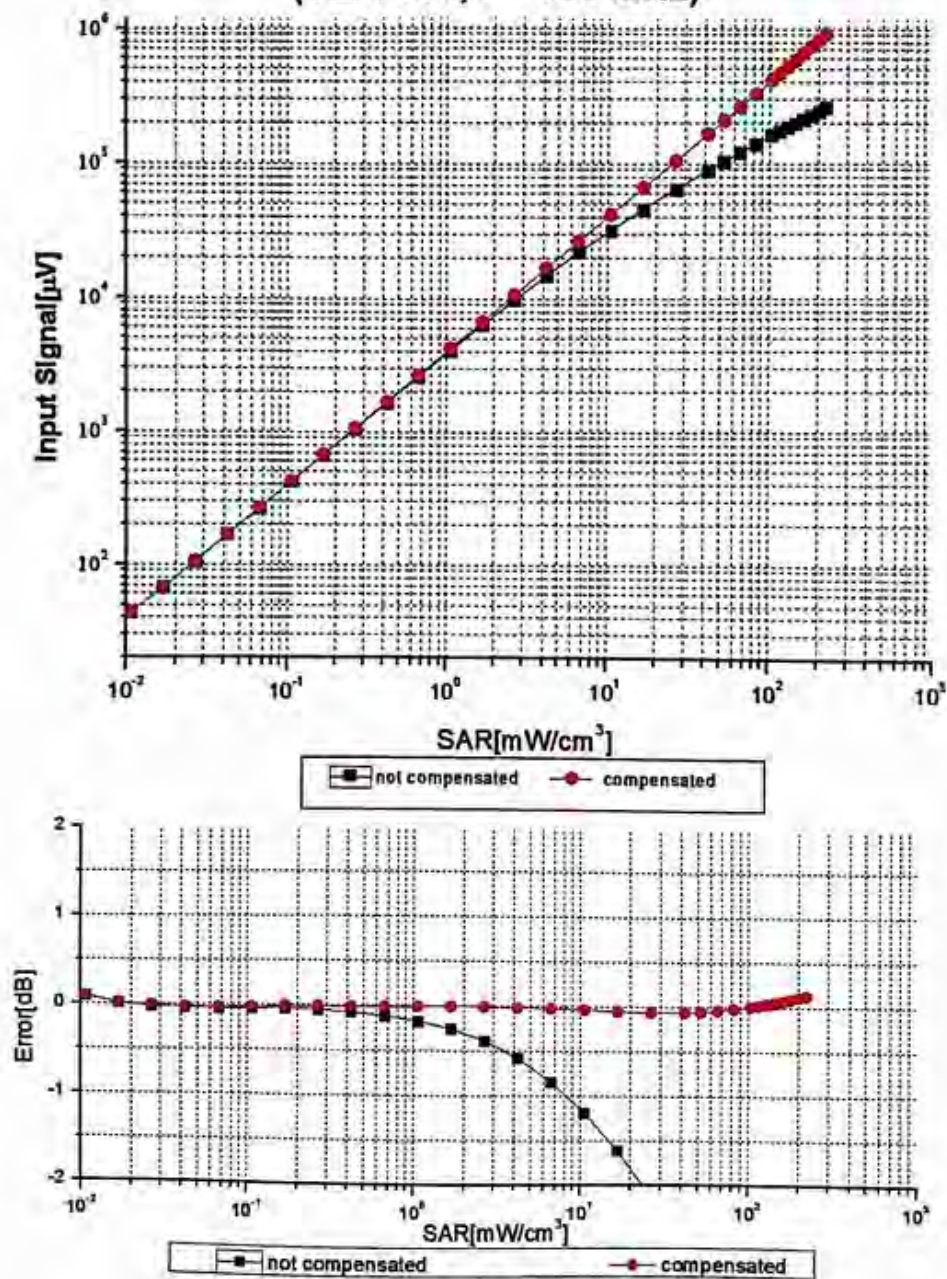 10⁶
10⁵
10⁴
10³
10²
Input Signal[µV]
10⁻² 10⁻¹ 10⁰ 10¹ 10² 10³
SAR[mW/cm³]
not compensated compensated
2
1
0
-1
-2
Error[dB]
10⁻² 10⁻¹ 10⁰ 10¹ 10²
SAR[mW/cm³]
not compensated compensated